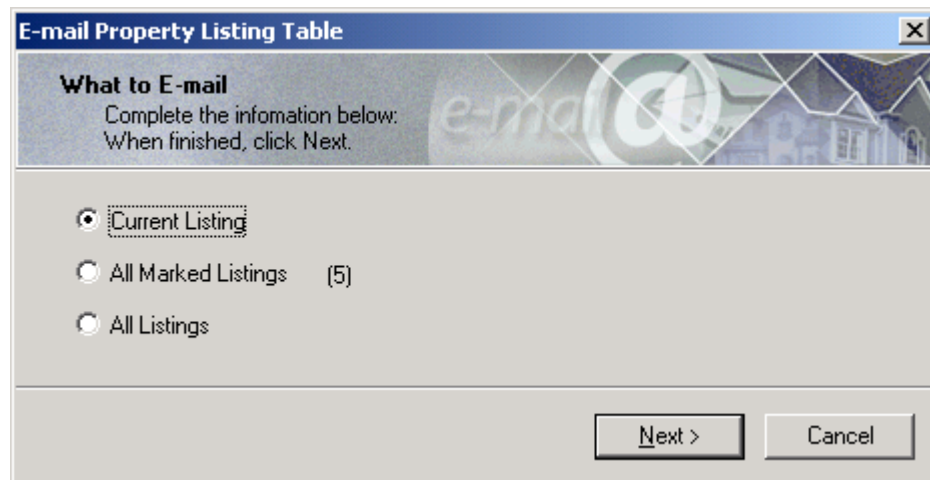 E-mail Property Listing Table
What to E-mail
Complete the infomation below:
When finished, click Next.
e-mail @
Current Listing
All Marked Listings (5)
All Listings
Next >
Cancel